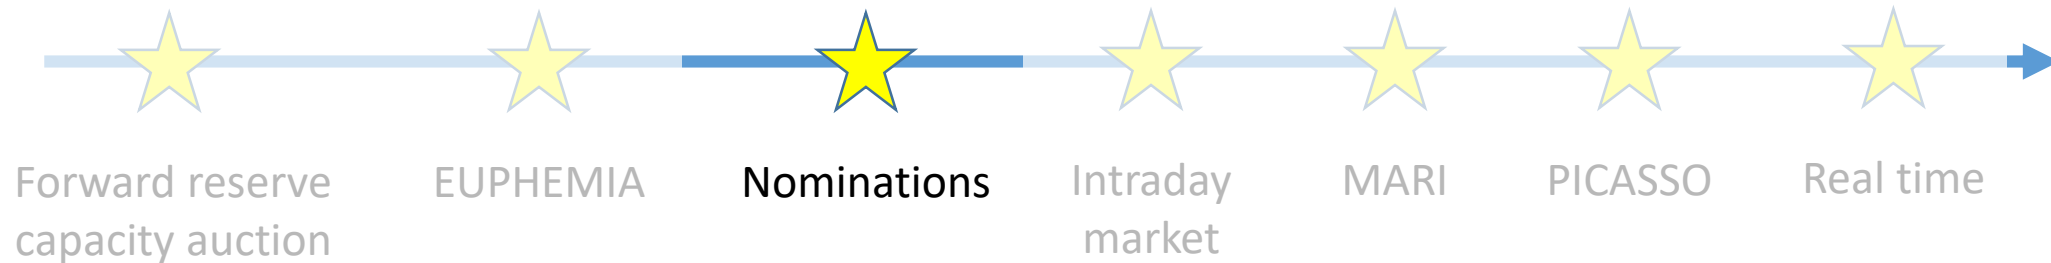 Forward reserve
capacity auction
EUPHEMIA
Nominations
Intraday
market
MARI
PICASSO
Real time